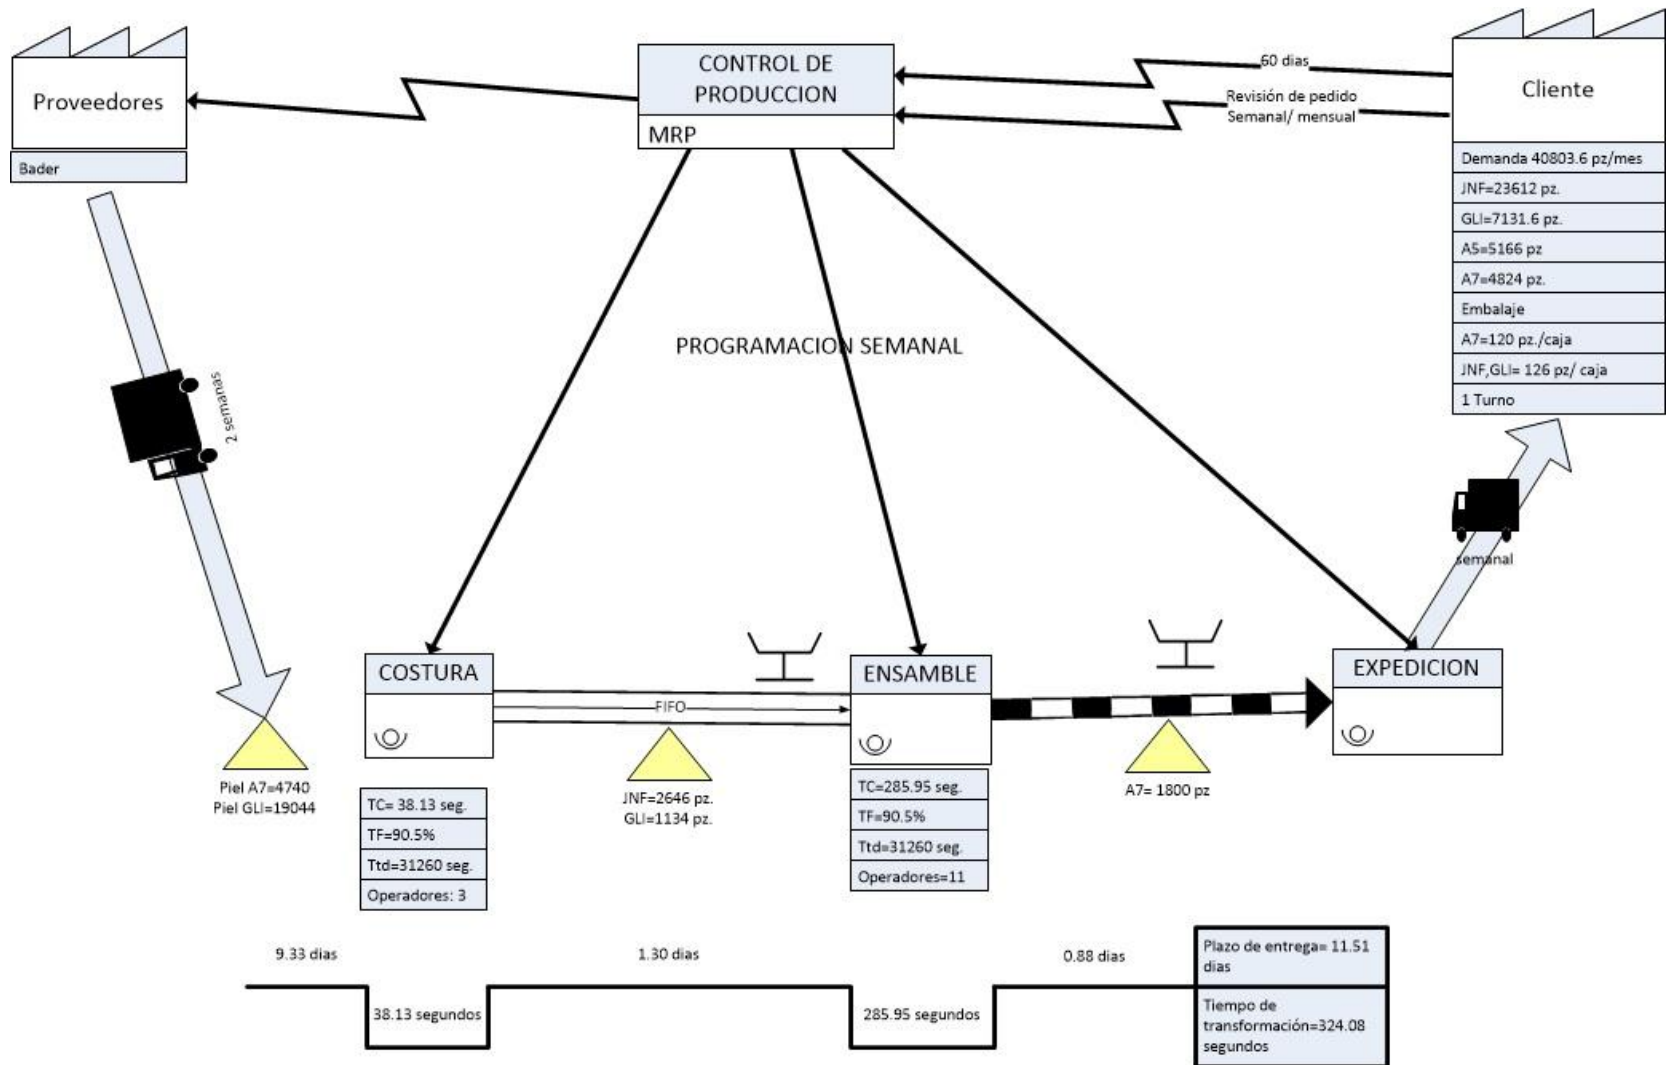 Proveedores
Bader
CONTROL DE
PRODUCCION
MRP
60 dias
Revisión de pedido
Semanal/ mensual
Cliente
Demanda 40803.6 pz/mes
JNF=23612 pz.
GLI=7131.6 pz.
A5=5166 pz
A7=4824 pz.
Embalaje
A7=120 pz./caja
JNF,GLI= 126 pz/ caja
1 Turno
PROGRAMACION SEMANAL
2 semanas
semanal
COSTURA
FIFO
ENSAMBLE
EXPEDICION
Piel A7=4740
Piel GLI=19044
TC= 38.13 seg.
TF=90.5%
Ttd=31260 seg.
Operadores: 3
JNF=2646 pz.
GLI=1134 pz.
TC=285.95 seg.
TF=90.5%
Ttd=31260 seg.
Operadores=11
A7= 1800 pz
9.33 dias
1.30 dias
0.88 dias
38.13 segundos
285.95 segundos
Plazo de entrega= 11.51
dias
Tiempo de
transformación=324.08
segundos